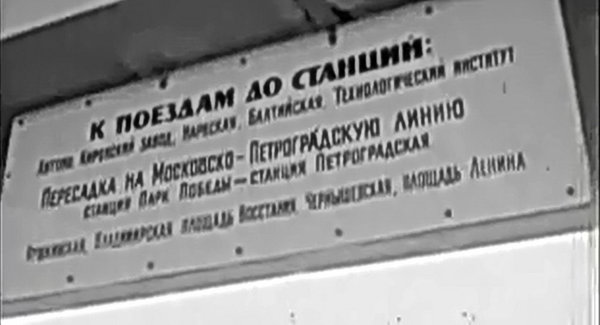 К ПОЕЗДАМ ДО СТАНЦИЙ:
АВТОВО, КИРОВСКИЙ ЗАВОД, НАРВСКАЯ, БАЛТИЙСКАЯ, ТЕХНОЛОГИЧЕСКИЙ ИНСТИТУТ
ПЕРЕСАДКА НА МОСКОВСКО-ПЕТРОГРАДСКУЮ ЛИНИЮ
СТАНЦИЯ ПАРК ПОБЕДЫ — СТАНЦИЯ ПЕТРОГРАДСКАЯ
ПУШКИНСКАЯ, ВЛАДИМИРСКАЯ ПЛОЩАДЬ ВОССТАНИЯ ЧЕРНЫШЕВСКАЯ, ПЛОЩАДЬ ЛЕНИНА